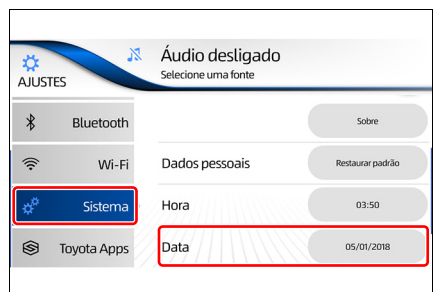 AJUSTES
Áudio desligado
Selecione uma fonte
Bluetooth
Sobre
Wi-Fi
Dados pessoais
Restaurar padrão
Sistema
Hora
03:50
Toyota Apps
Data
05/01/2018